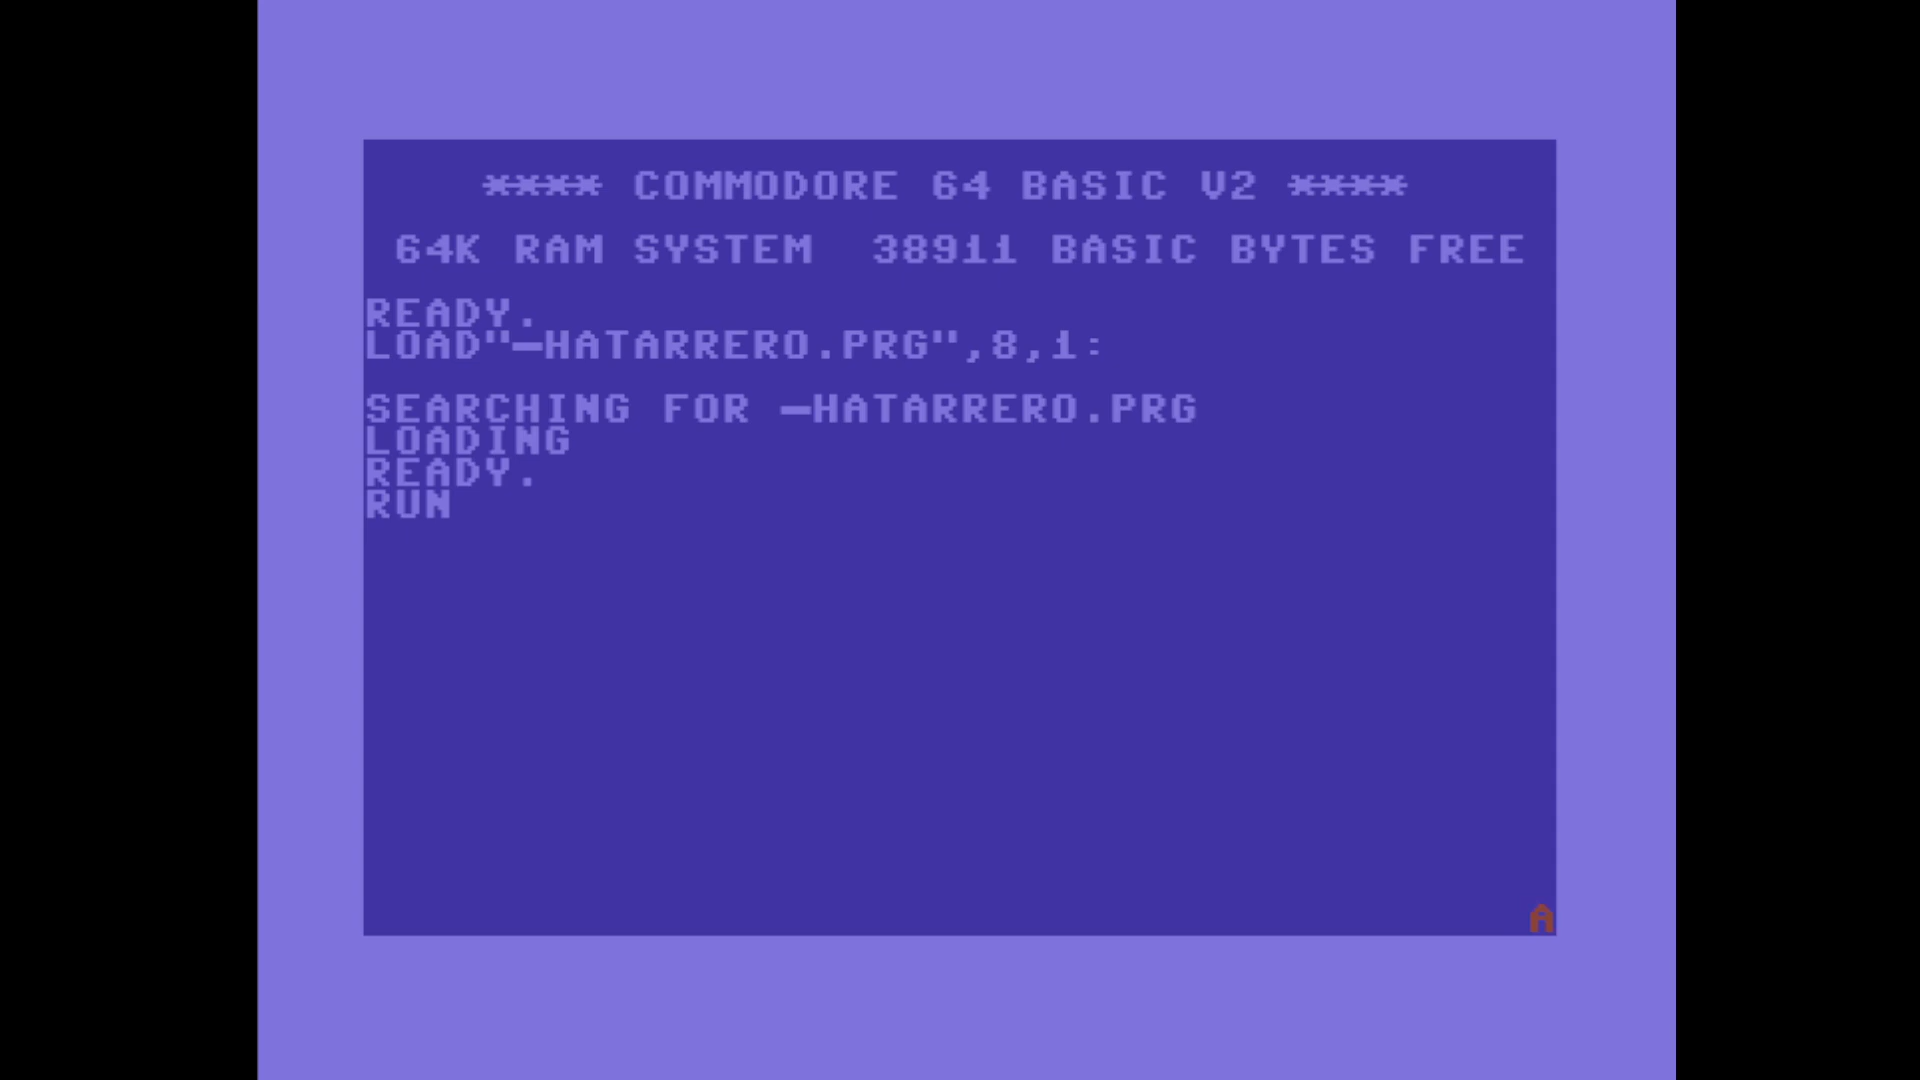 **** COMMODORE 64 BASIC V2 ****
64K RAM SYSTEM  38911 BASIC BYTES FREE
READY.
LOAD"—HATARRERO.PRG",8,1:
SEARCHING FOR —HATARRERO.PRG
LOADING
READY.
RUN
A